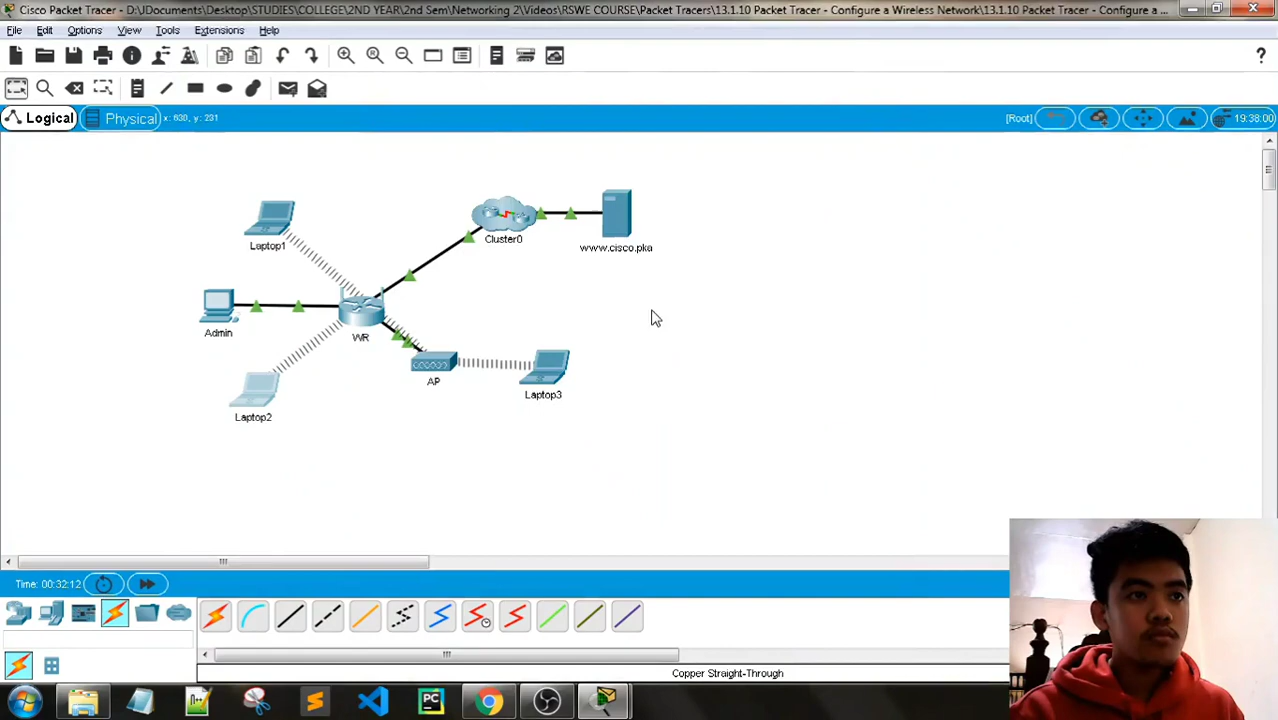 Cisco Packet Tracer - D:\Documents\Desktop\STUDIES\COLLEGE\2ND YEAR\2nd Sem\Networking 2\Videos\RSWE COURSE\Packet Tracers\13.1.10 Packet Tracer - Configure a Wireless Network\13.1.10 Packet Tracer - Configure a ...
File Edit Options View Tools Extensions Help
?
Logical Physical x: 630, y: 231 [Root] 19:38:00
Laptop1
Cluster0
www.cisco.pka
Admin
WR
AP
Laptop3
Laptop2
Time: 00:32:12
Copper Straight-Through
PC